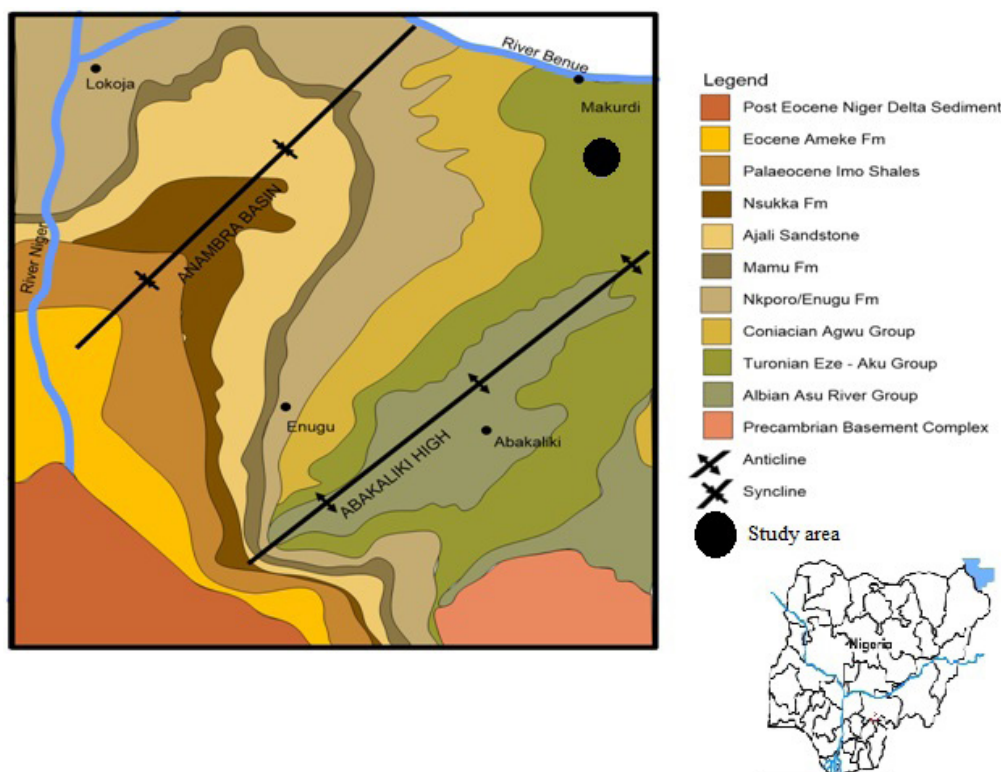 River Benue
Lokoja
Makurdi
ANAMBRA BASIN
River Niger
Enugu
Abakaliki
ABAKALIKI HIGH
Legend
Post Eocene Niger Delta Sediment
Eocene Ameke Fm
Palaeocene Imo Shales
Nsukka Fm
Ajali Sandstone
Mamu Fm
Nkporo/Enugu Fm
Coniacian Agwu Group
Turonian Eze - Aku Group
Albian Asu River Group
Precambrian Basement Complex
Anticline
Syncline
Study area
Nigeria